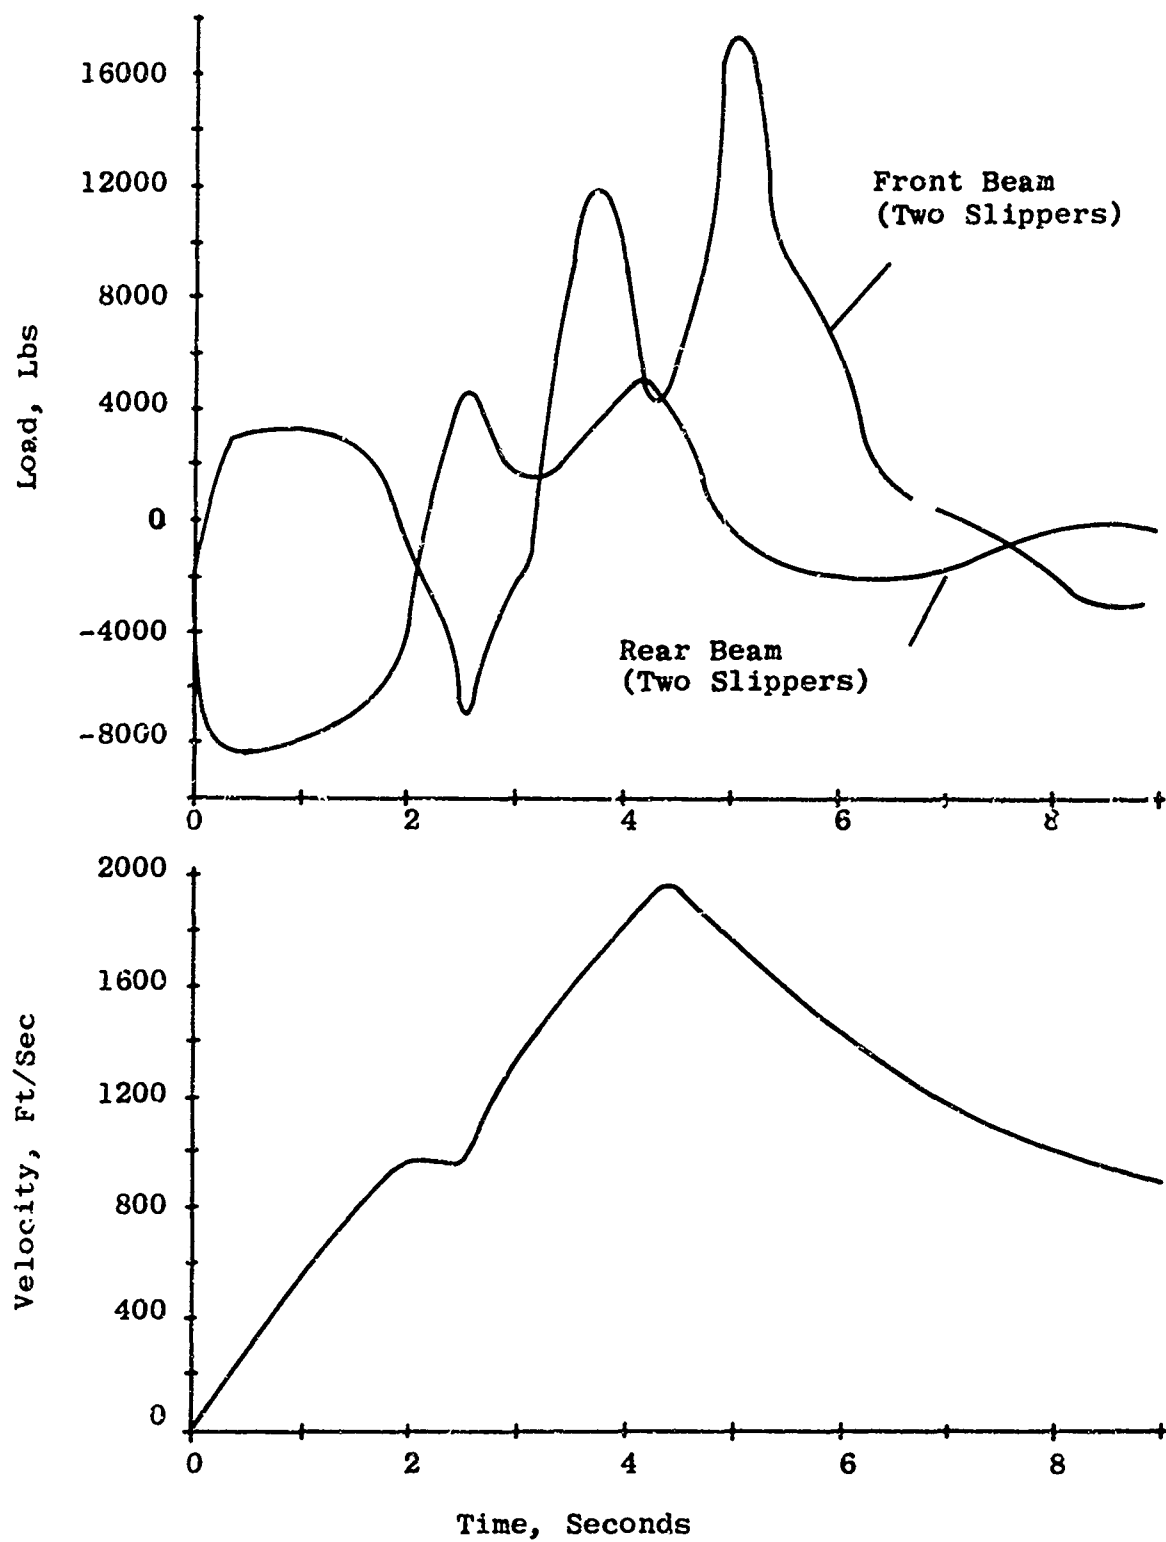 16000
12000
8000
4000
0
-4000
-8000
Load, Lbs
Front Beam
(Two Slippers)
Rear Beam
(Two Slippers)
0 2 4 6 8
2000
1600
1200
800
400
0
Velocity, Ft/Sec
0 2 4 6 8
Time, Seconds